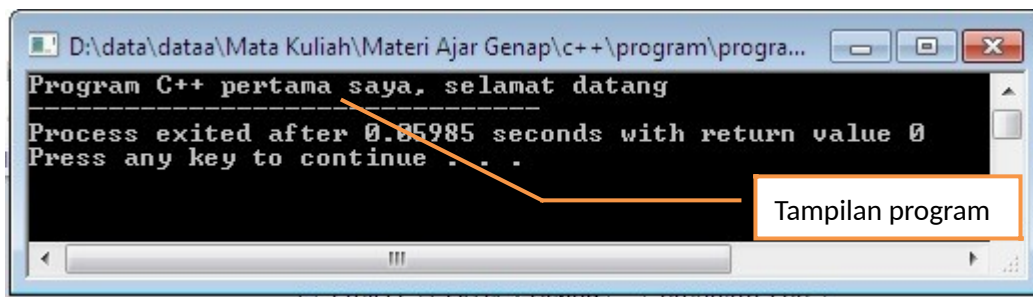 D:\data\dataa\Mata Kuliah\Materi Ajar Genap\c++\program\progra...
Program C++ pertama saya, selamat datang
--------------------------------
Process exited after 0.05985 seconds with return value 0
Press any key to continue . . .
Tampilan program